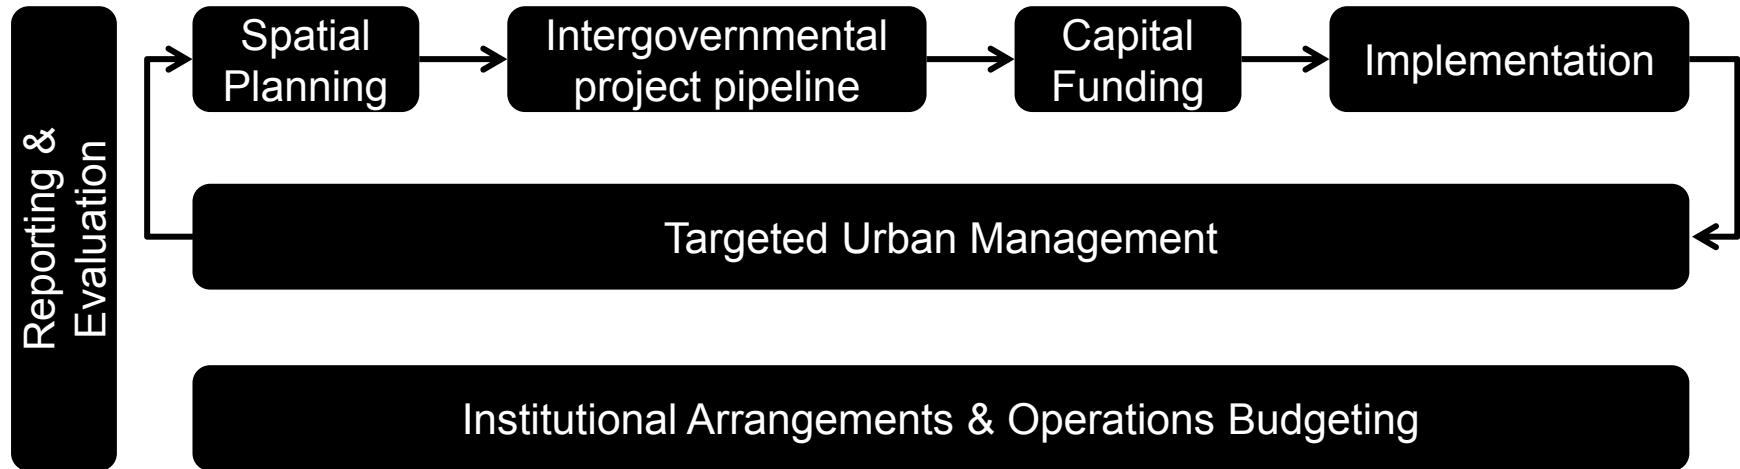 Reporting &
Evaluation
Spatial
Planning
Intergovernmental
project pipeline
Capital
Funding
Implementation
Targeted Urban Management
Institutional Arrangements & Operations Budgeting